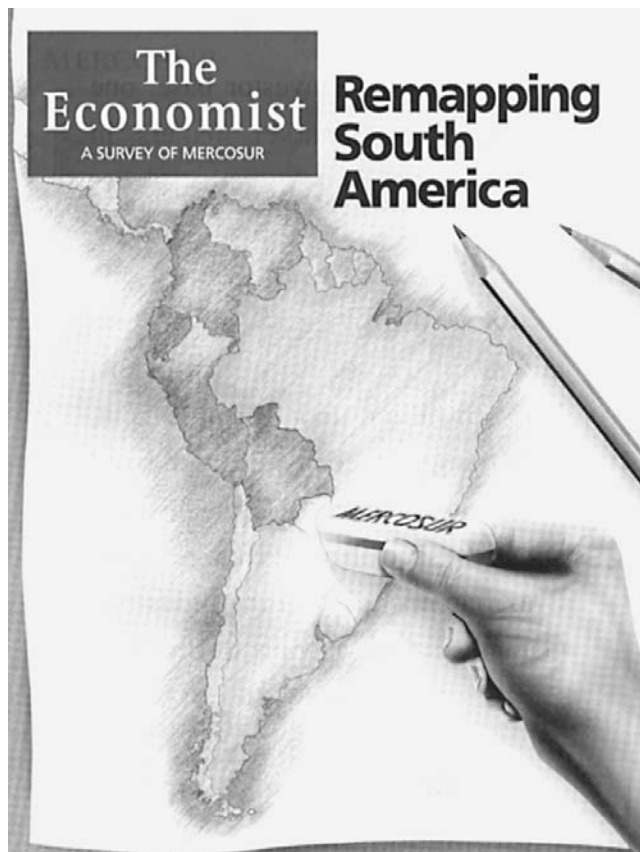 The
Economist
A SURVEY OF MERCOSUR
Remapping
South
America
MERCOSUR